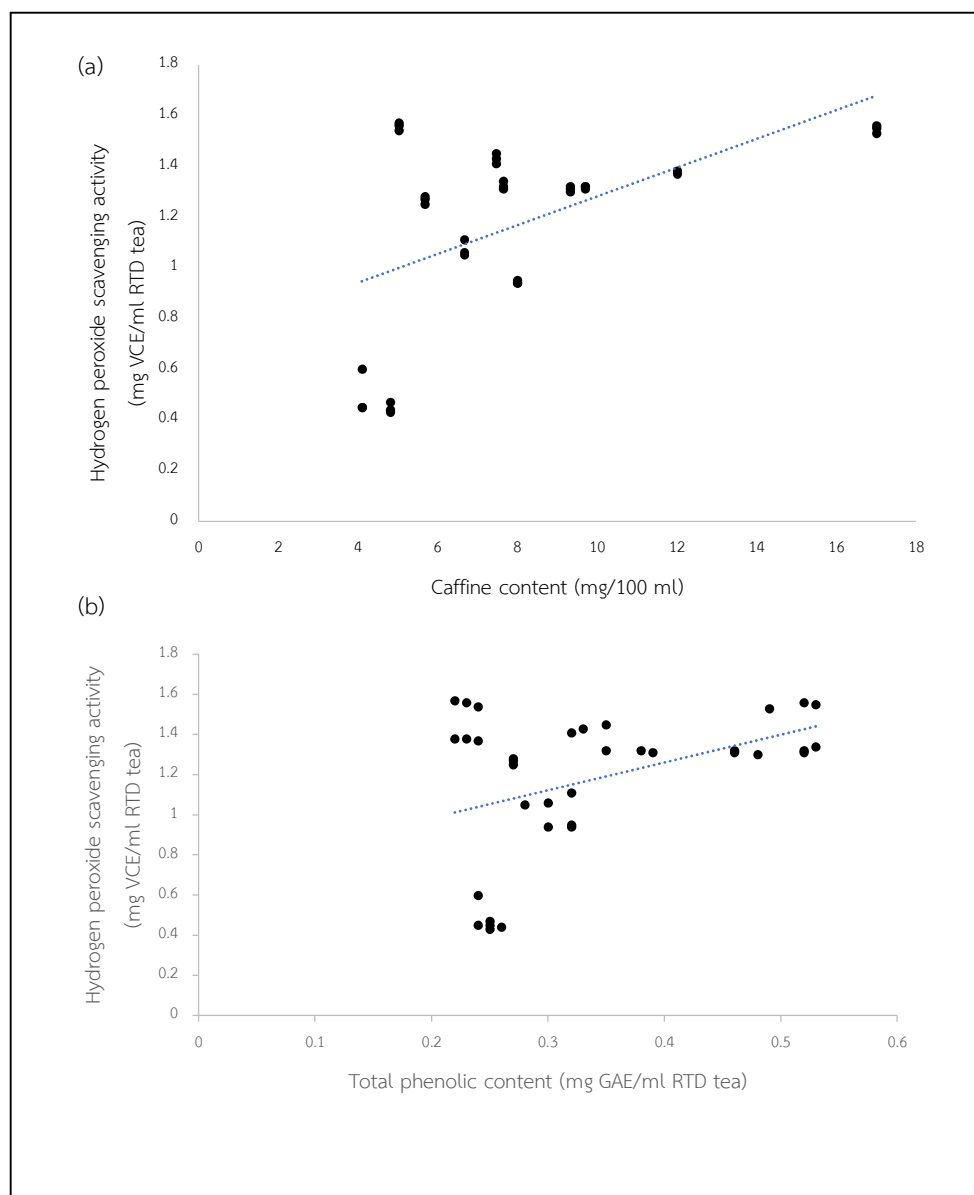 (a)
Hydrogen peroxide scavenging activity
(mg VCE/ml RTD tea)
1.8
1.6
1.4
1.2
1
0.8
0.6
0.4
0.2
0
0 2 4 6 8 10 12 14 16 18
Caffine content (mg/100 ml)
(b)
Hydrogen peroxide scavenging activity
(mg VCE/ml RTD tea)
1.8
1.6
1.4
1.2
1
0.8
0.6
0.4
0.2
0
0 0.1 0.2 0.3 0.4 0.5 0.6
Total phenolic content (mg GAE/ml RTD tea)